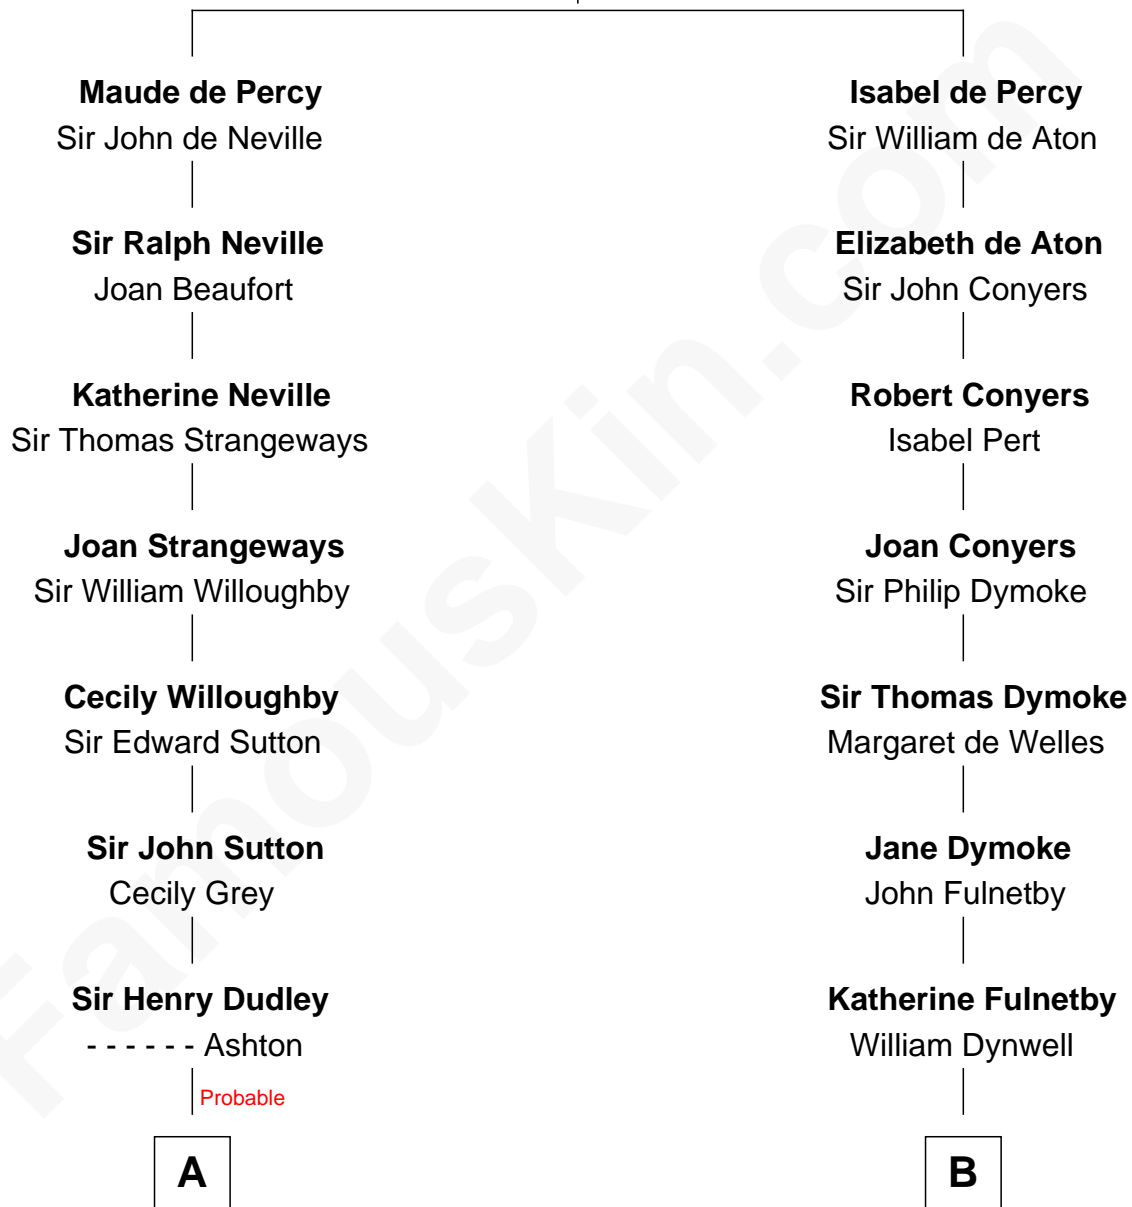 Maude de Percy
Sir John de Neville
Sir Ralph Neville
Joan Beaufort
Katherine Neville
Sir Thomas Strangeways
Joan Strangeways
Sir William Willoughby
Cecily Willoughby
Sir Edward Sutton
Sir John Sutton
Cecily Grey
Sir Henry Dudley
- - - - - - Ashton
Probable
A
Isabel de Percy
Sir William de Aton
Elizabeth de Aton
Sir John Conyers
Robert Conyers
Isabel Pert
Joan Conyers
Sir Philip Dymoke
Sir Thomas Dymoke
Margaret de Welles
Jane Dymoke
John Fulnetby
Katherine Fulnetby
William Dynwell
B
FamousKin.com